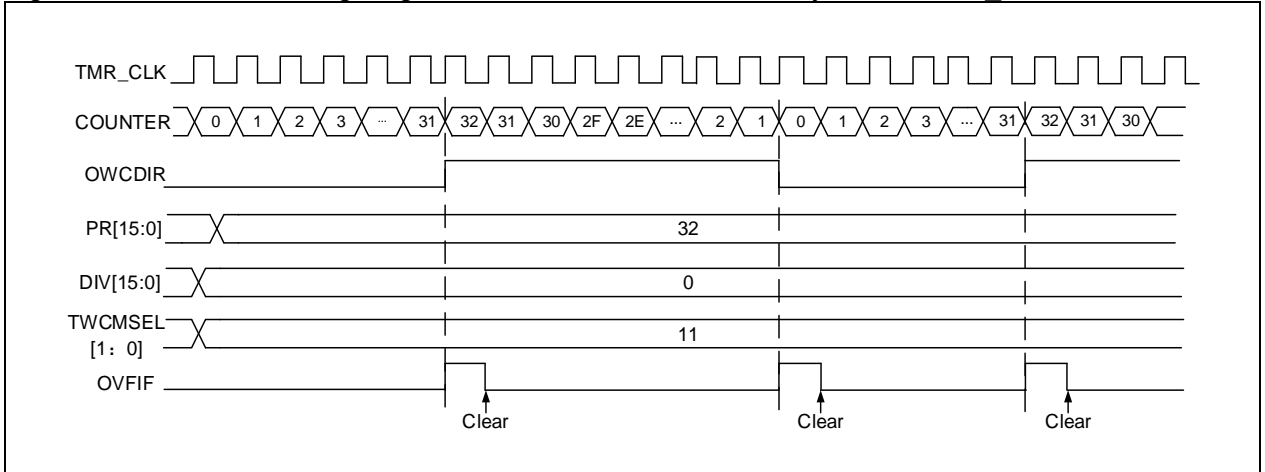 TMR_CLK
COUNTER 0 1 2 3 ... 31 32 31 30 2F 2E ... 2 1 0 1 2 3 ... 31 32 31 30
OWCDIR
PR[15:0] 32
DIV[15:0] 0
TWCMSEL
[1：0] 11
OVFIF
Clear Clear Clear